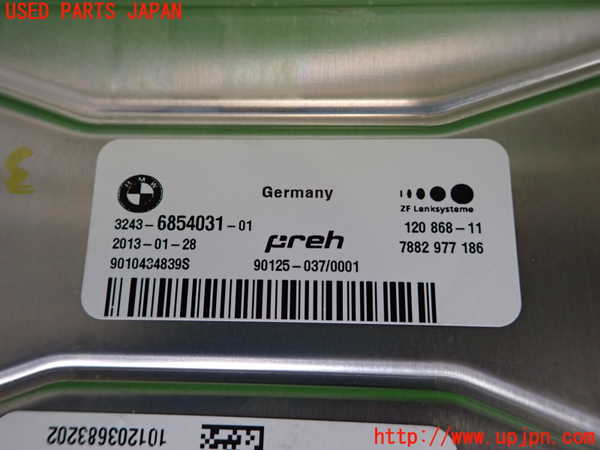 USED PARTS JAPAN
BMW
Germany
ZF Lenksysteme
3243-6854031-01
120 868-11
2013-01-28
preh
7882 977 186
9010434839S
90125-037/0001
101203683202
http://www.upjpn.com/